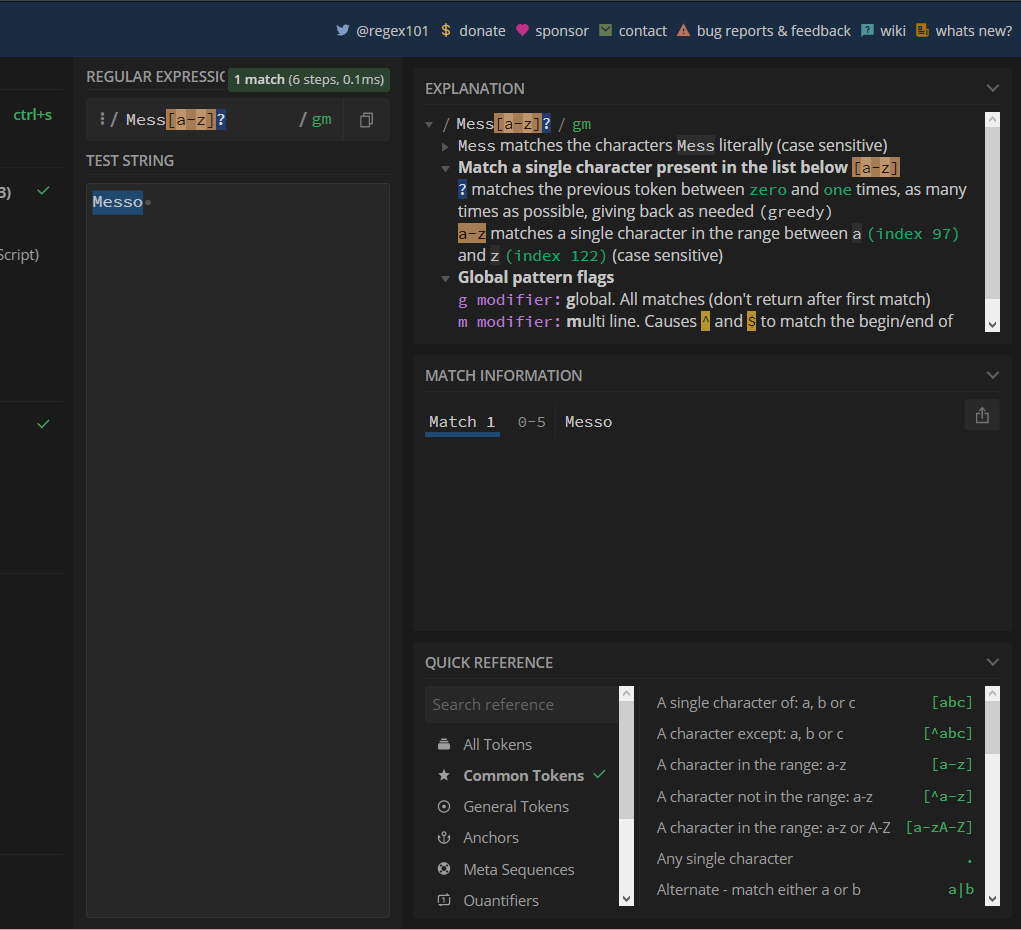 @regex101 $ donate sponsor contact bug reports & feedback wiki whats new?
ctrl+s
3)
Script)
REGULAR EXPRESSIO
1 match (6 steps, 0.1ms)
/ Mess[a-z]? / gm
TEST STRING
Messo
EXPLANATION
/ Mess[a-z]? / gm
Mess matches the characters Mess literally (case sensitive)
Match a single character present in the list below [a-z]
? matches the previous token between zero and one times, as many
times as possible, giving back as needed (greedy)
a-z matches a single character in the range between a (index 97)
and z (index 122) (case sensitive)
Global pattern flags
g modifier: global. All matches (don't return after first match)
m modifier: multi line. Causes ^ and $ to match the begin/end of
MATCH INFORMATION
Match 1 0-5 Messo
QUICK REFERENCE
Search reference
All Tokens
Common Tokens
General Tokens
Anchors
Meta Sequences
Quantifiers
A single character of: a, b or c [abc]
A character except: a, b or c [^abc]
A character in the range: a-z [a-z]
A character not in the range: a-z [^a-z]
A character in the range: a-z or A-Z [a-zA-Z]
Any single character .
Alternate - match either a or b a|b